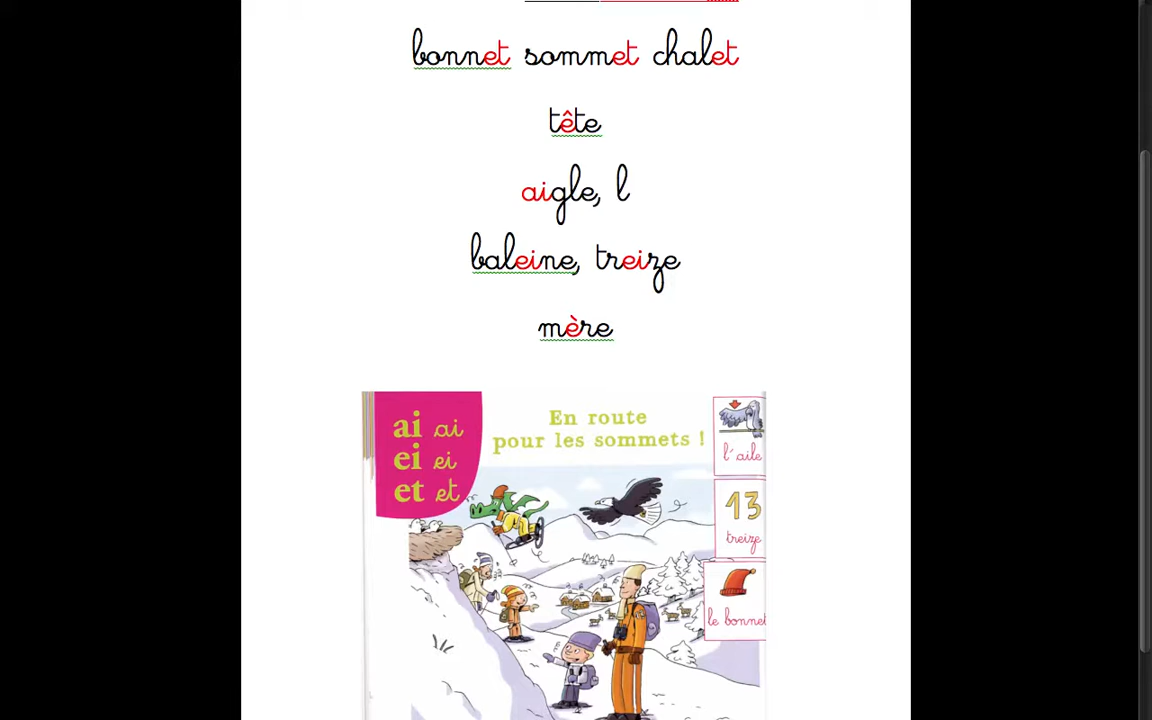 bonnet sommet chalet
tête
aigle, l
baleine, treize
mère
ai ai
ei ei
et et
En route
pour les sommets !
l'aile
13
treize
le bonnet